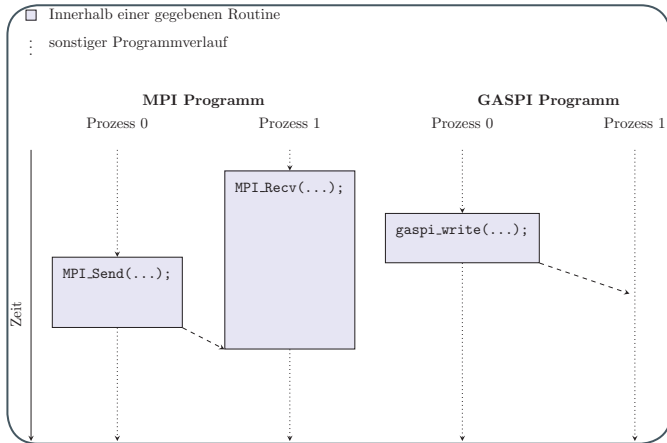 Innerhalb einer gegebenen Routine
sonstiger Programmverlauf
MPI Programm GASPI Programm
Prozess 0 Prozess 1 Prozess 0 Prozess 1
MPI_Recv(...);
gaspi_write(...);
MPI_Send(...);
Zeit